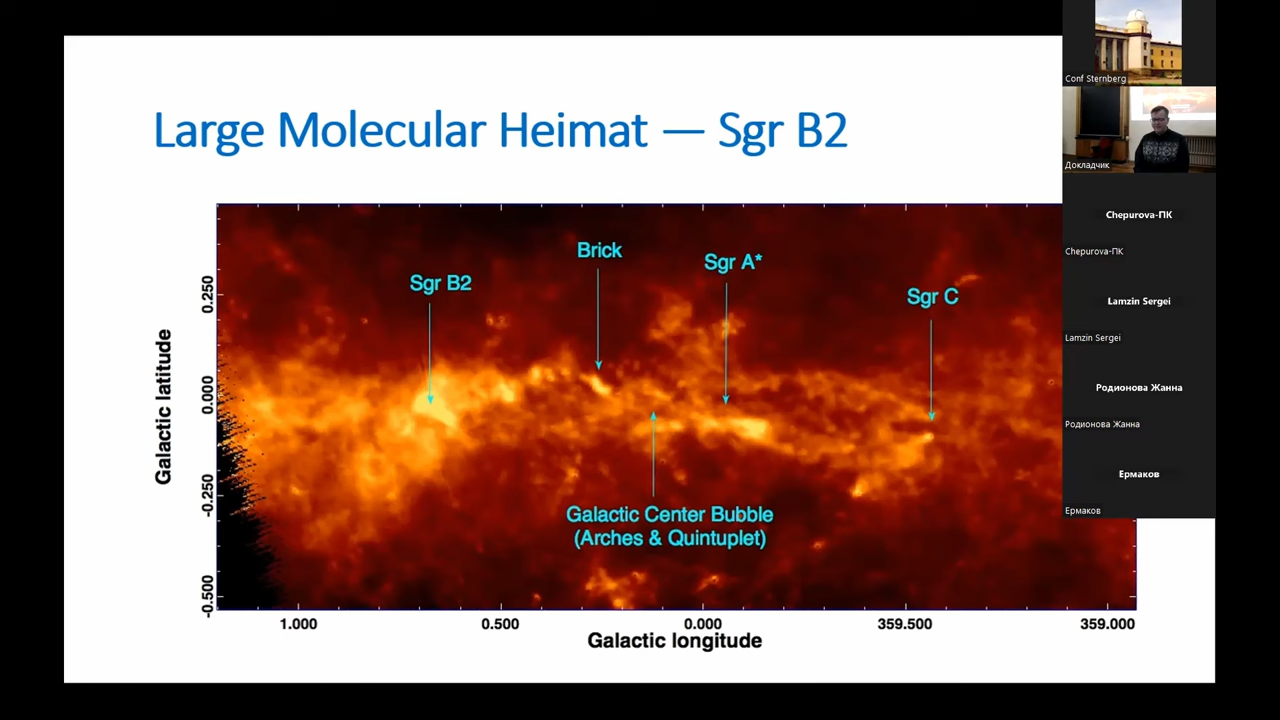 Large Molecular Heimat — Sgr B2
Brick
Sgr A*
Sgr B2
Sgr C
Galactic Center Bubble
(Arches & Quintuplet)
Galactic latitude
0.250
0.000
-0.250
-0.500
1.000
0.500
0.000
359.500
359.000
Galactic longitude
Conf Sternberg
Докладчик
Chepurova-ПК
Chepurova-ПК
Lamzin Sergei
Lamzin Sergei
Родионова Жанна
Родионова Жанна
Ермаков
Ермаков